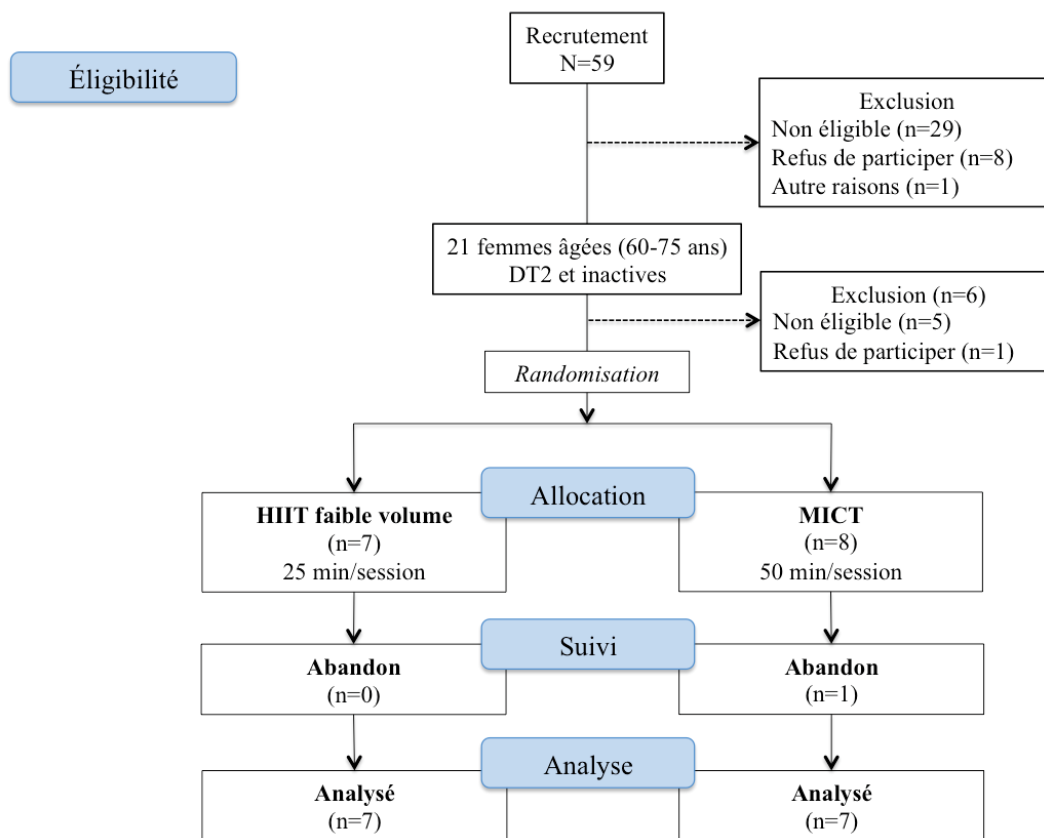 Recrutement
N=59
Éligibilité
Exclusion
Non éligible (n=29)
Refus de participer (n=8)
Autre raisons (n=1)
21 femmes âgées (60-75 ans)
DT2 et inactives
Exclusion (n=6)
Non éligible (n=5)
Refus de participer (n=1)
Randomisation
Allocation
HIIT faible volume
(n=7)
25 min/session
MICT
(n=8)
50 min/session
Suivi
Abandon
(n=0)
Abandon
(n=1)
Analyse
Analysé
(n=7)
Analysé
(n=7)